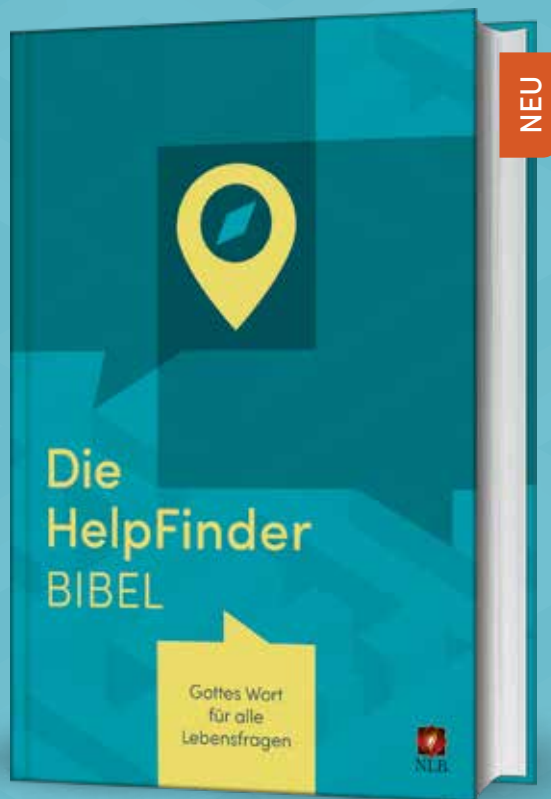 NEU
Die
HelpFinder
BIBEL
Gottes Wort
für alle
Lebensfragen
NLB